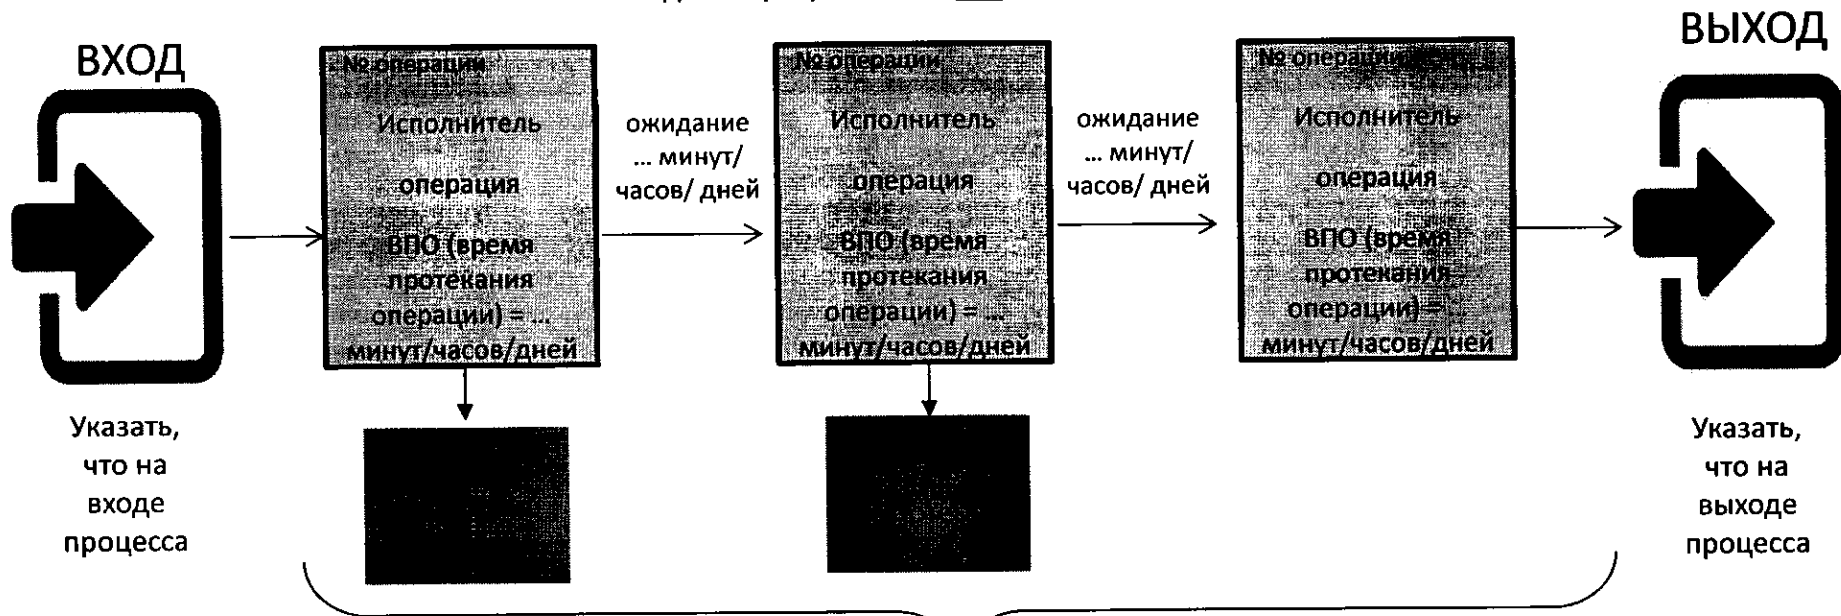 ВХОД
Указать,
что на
входе
процесса
№ операции
Исполнитель
операция
ВПО (время
протекания
операции) = ...
минут/часов/дней
ожидание
... минут/
часов/ дней
№ операции
Исполнитель
операция
ВПО (время
протекания
операции) = ...
минут/часов/дней
ожидание
... минут/
часов/ дней
№ операции
Исполнитель
операция
ВПО (время
протекания
операции) = ...
минут/часов/дней
ВЫХОД
Указать,
что на
выходе
процесса